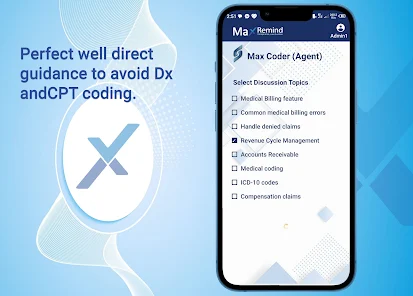 Perfect well direct
guidance to avoid Dx
andCPT coding.
2:51
Max Remind
Admin1
Max Coder (Agent)
Select Discussion Topics
Medical Billing feature
Common medical billing errors
Handle denied claims
Revenue Cycle Management
Accounts Receivable
Medical coding
ICD-10 codes
Compensation claims